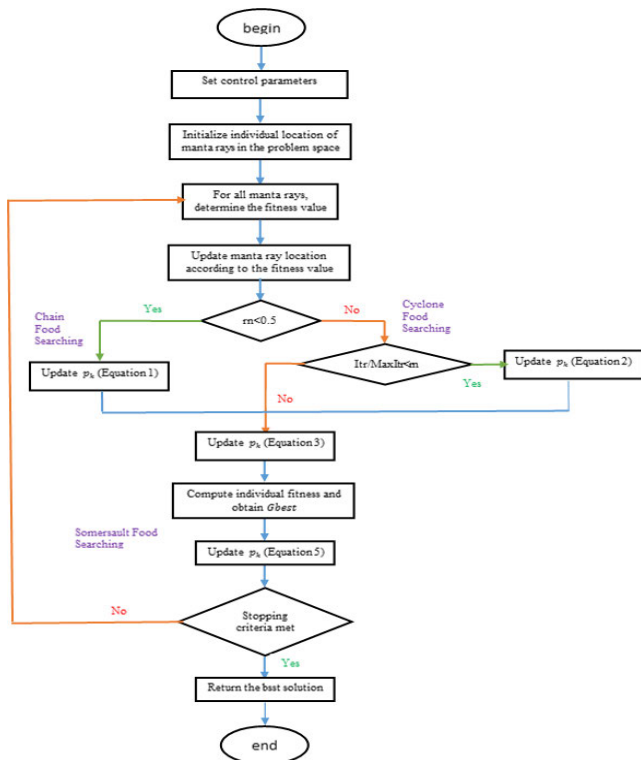 begin
Set control parameters
Initialize individual location of
manta rays in the problem space
For all manta rays,
determine the fitness value
Update manta ray location
according to the fitness value
Chain
Food
Searching
Yes
rn<0.5
No
Cyclone
Food
Searching
Update pₖ (Equation 1)
Itr/MaxItr<rn
Yes
Update pₖ (Equation 2)
No
Update pₖ (Equation 3)
Compute individual fitness and
obtain Gbest
Somersault Food
Searching
Update pₖ (Equation 5)
No
Stopping
criteria met
Yes
Return the bsst solution
end